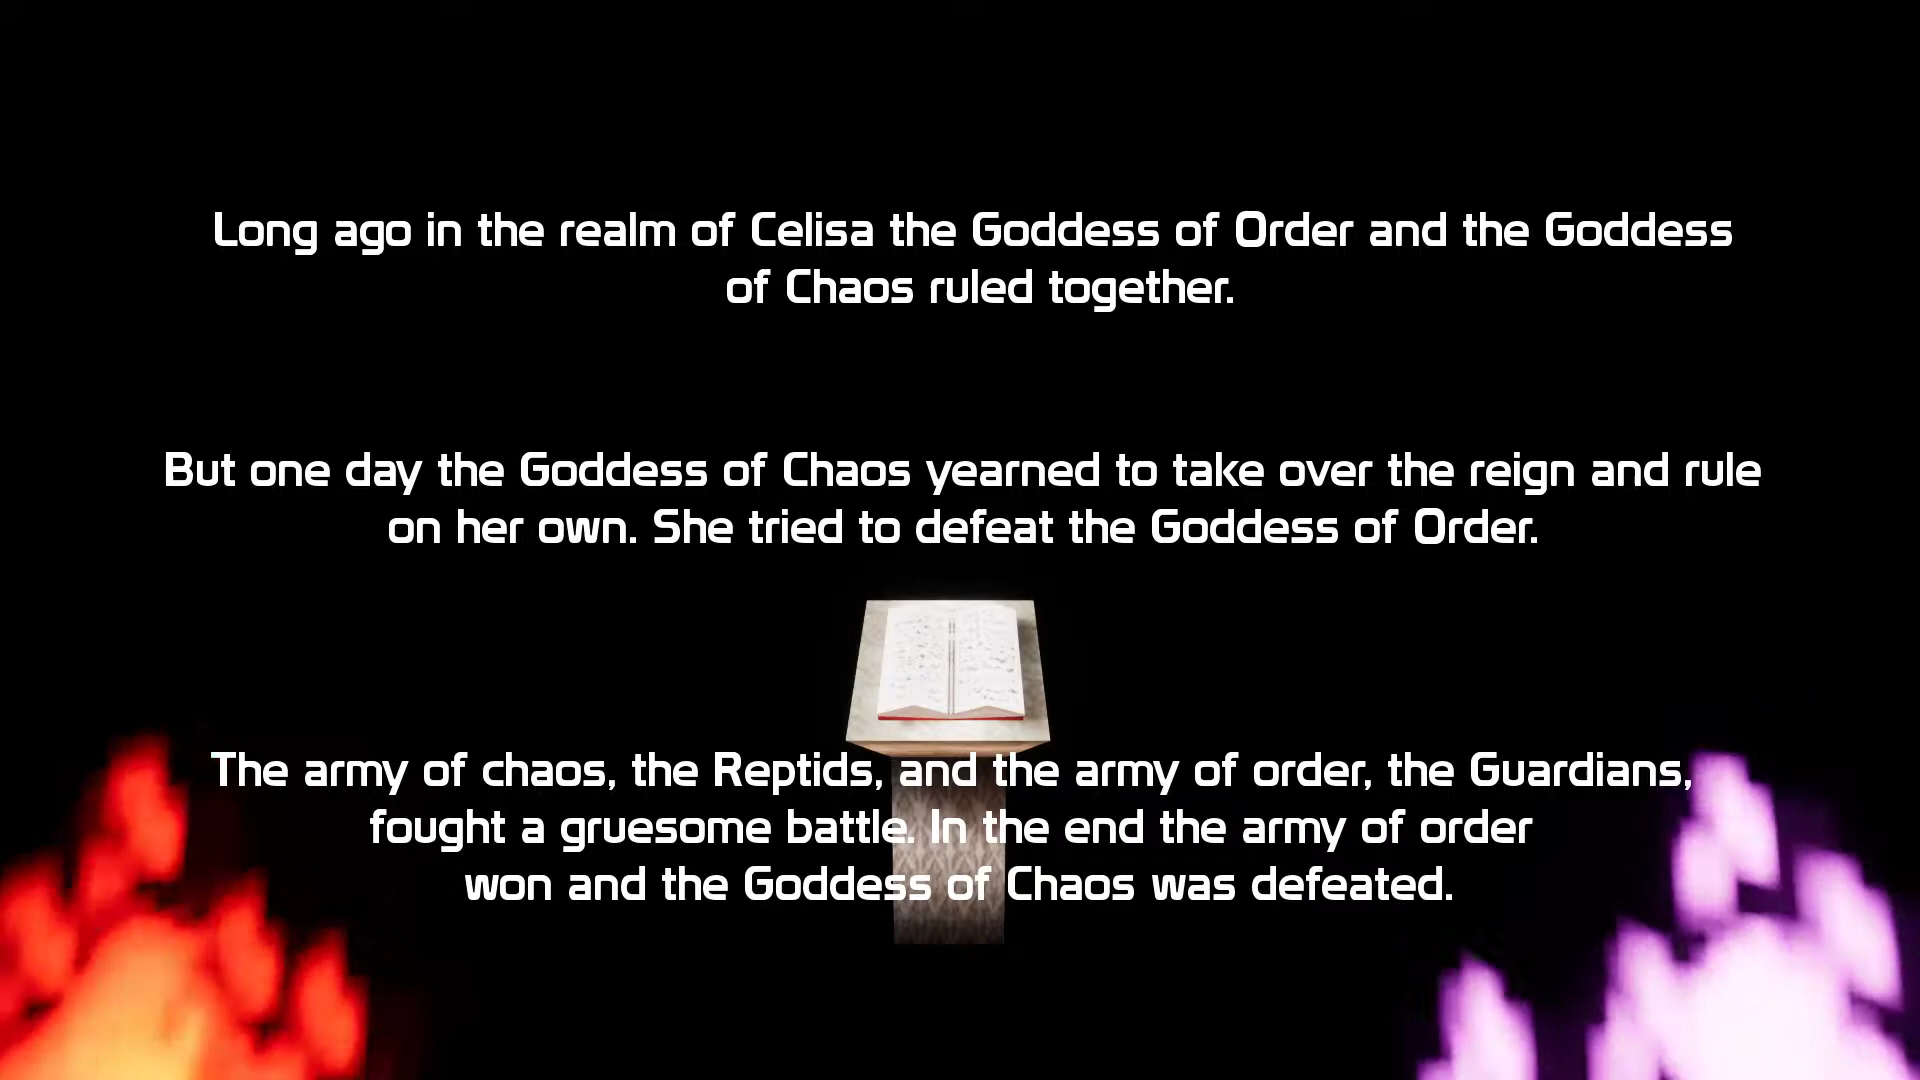 Long ago in the realm of Celisa the Goddess of Order and the Goddess
of Chaos ruled together.
But one day the Goddess of Chaos yearned to take over the reign and rule
on her own. She tried to defeat the Goddess of Order.
The army of chaos, the Reptids, and the army of order, the Guardians,
fought a gruesome battle. In the end the army of order
won and the Goddess of Chaos was defeated.